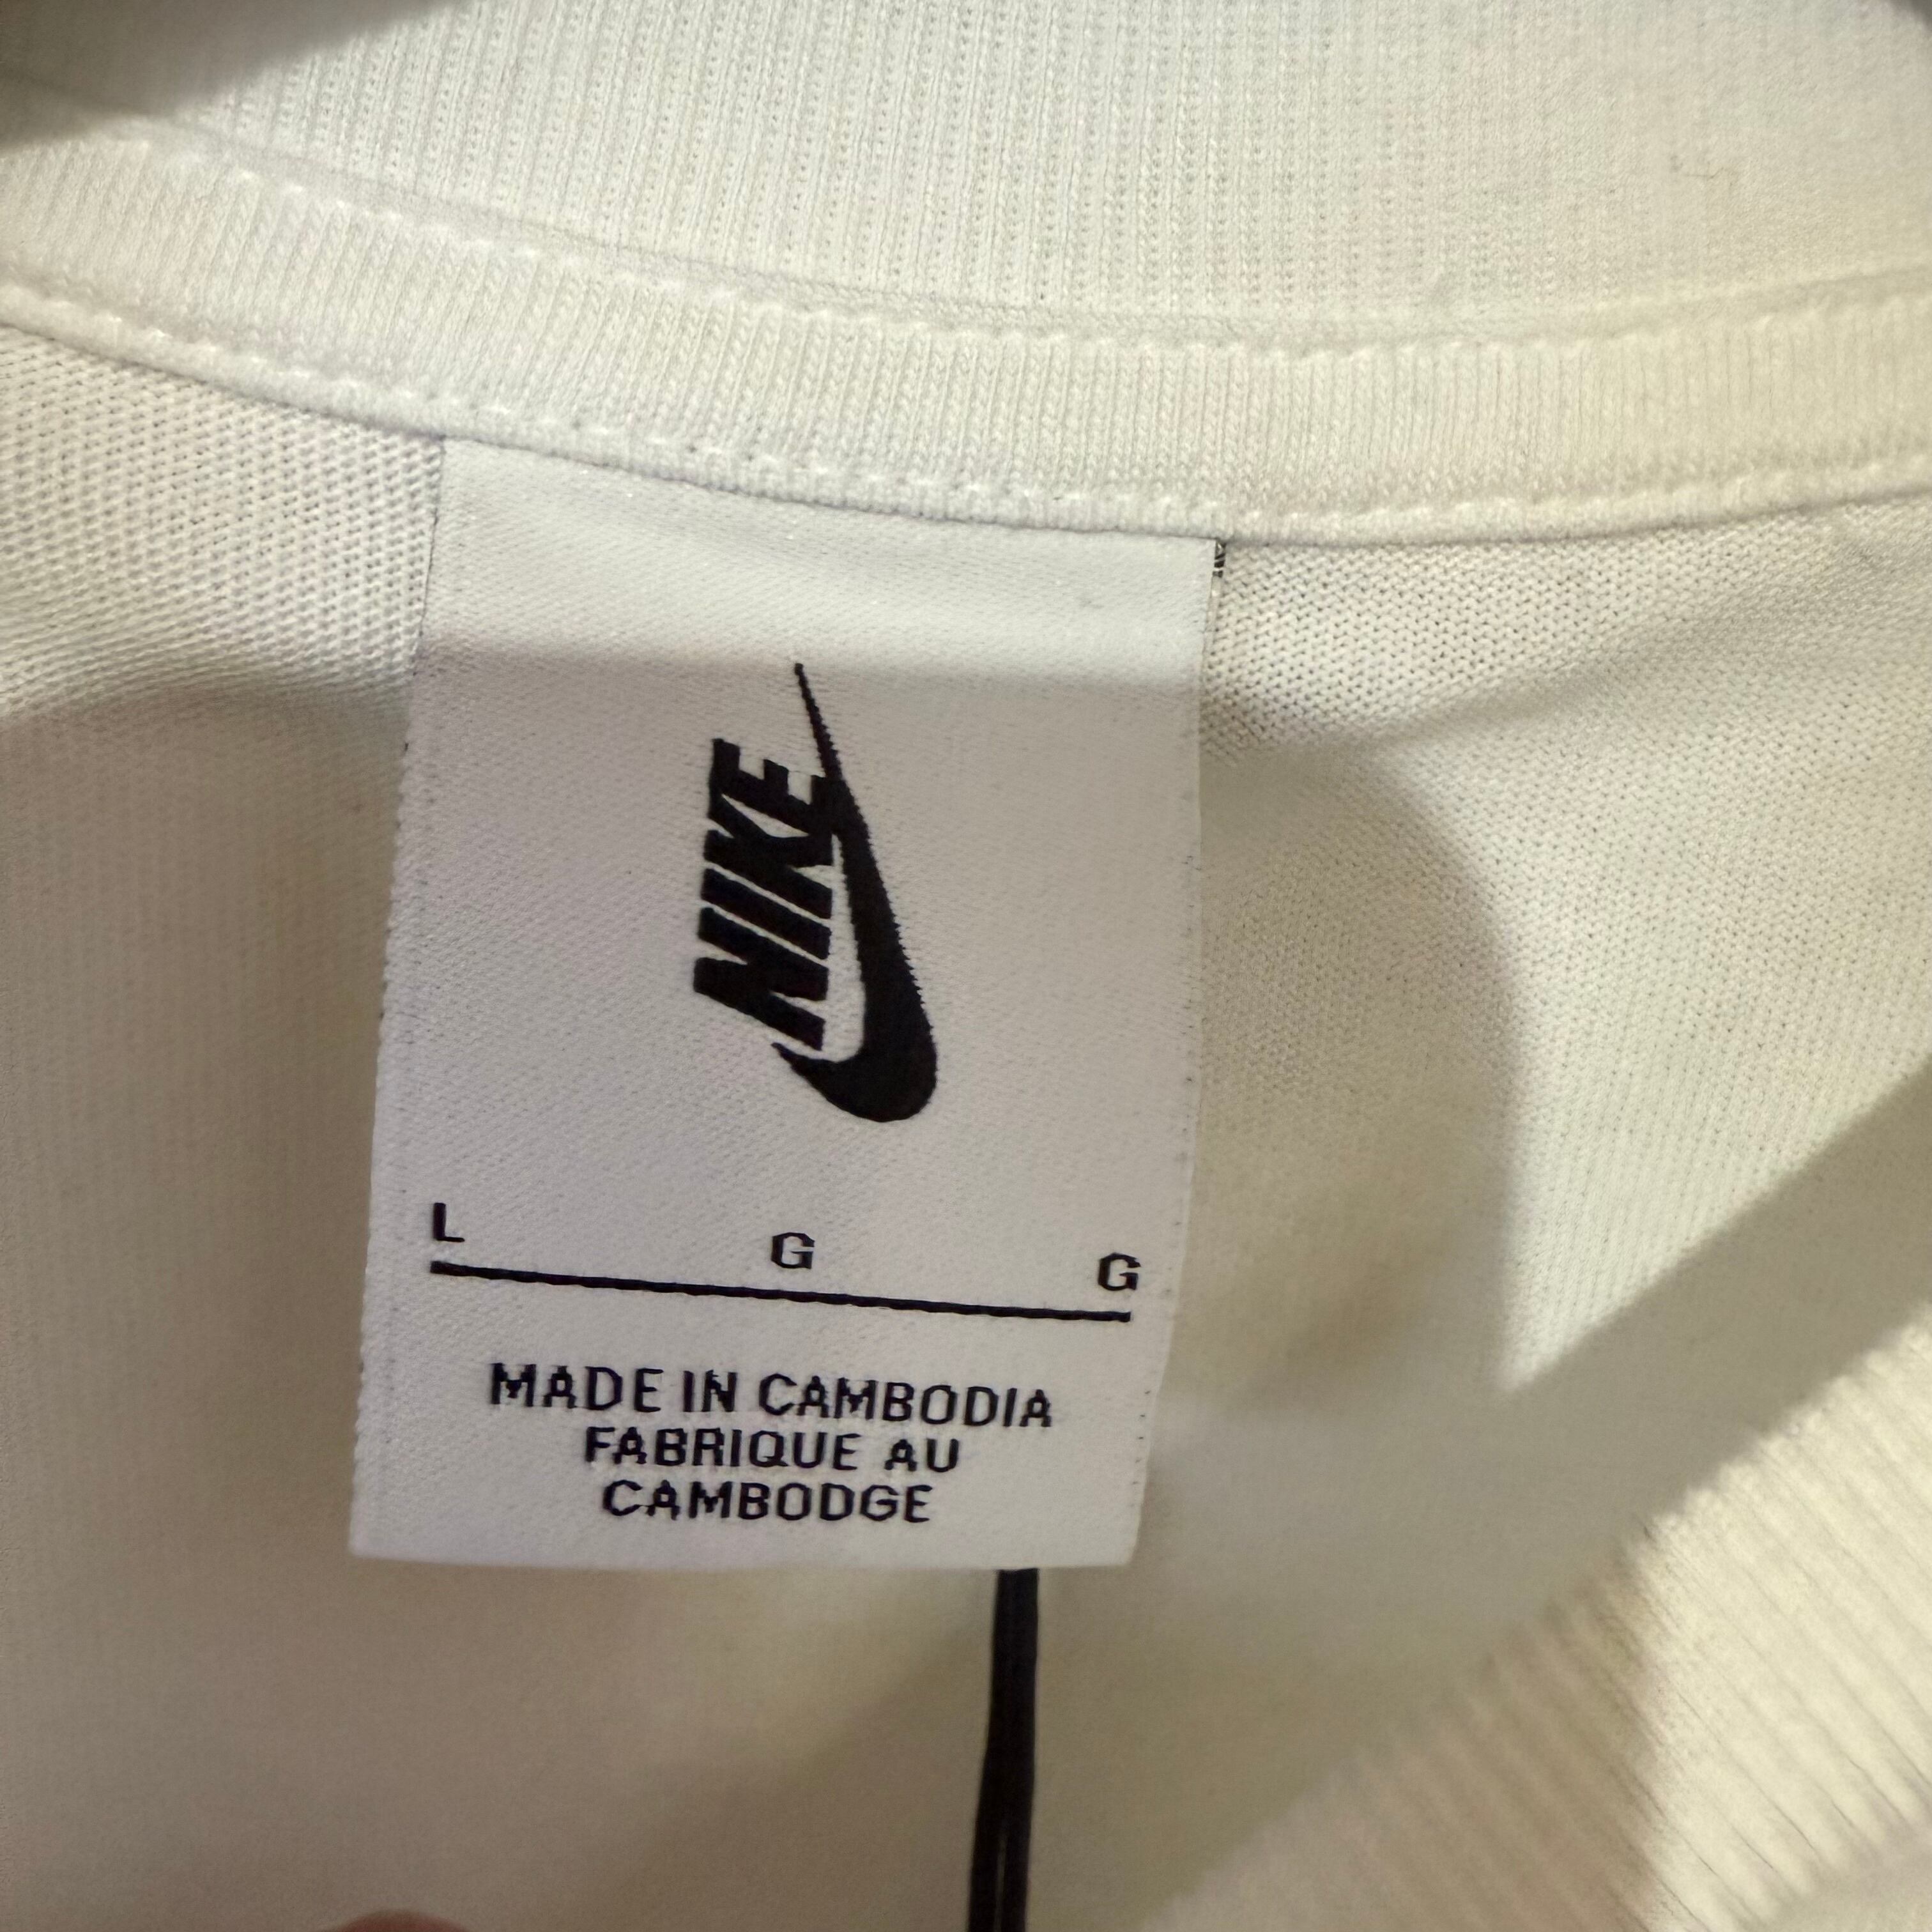 NIKE
L G G
MADE IN CAMBODIA
FABRIQUE AU
CAMBODGE